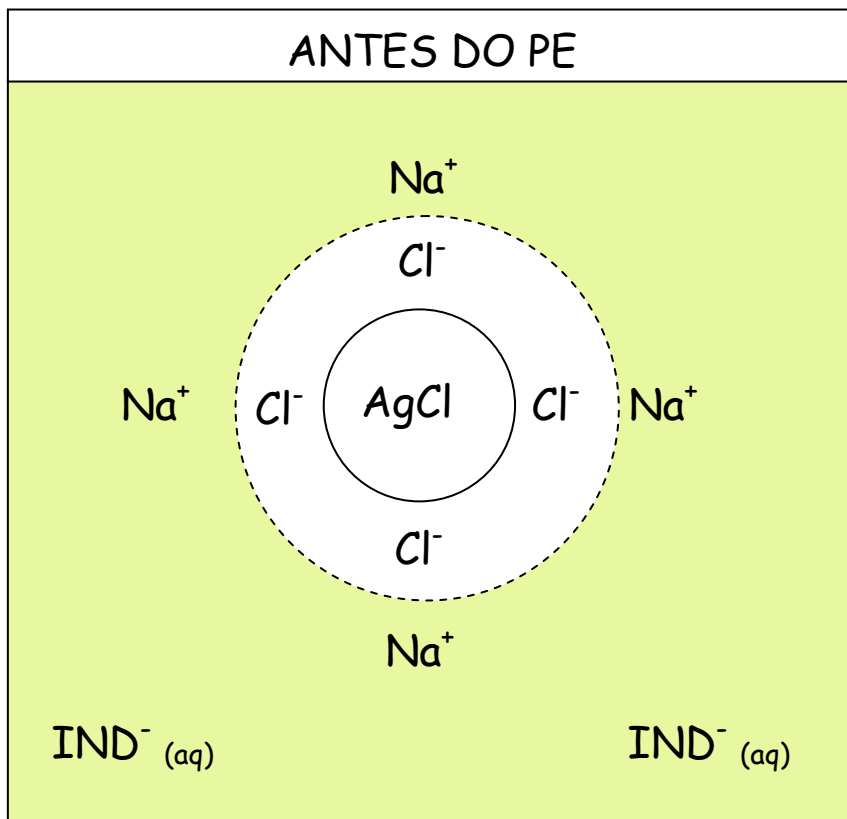 ANTES DO PE
Na⁺
Cl⁻
Na⁺ Cl⁻ AgCl Cl⁻ Na⁺
Cl⁻
Na⁺
IND⁻ (aq) IND⁻ (aq)